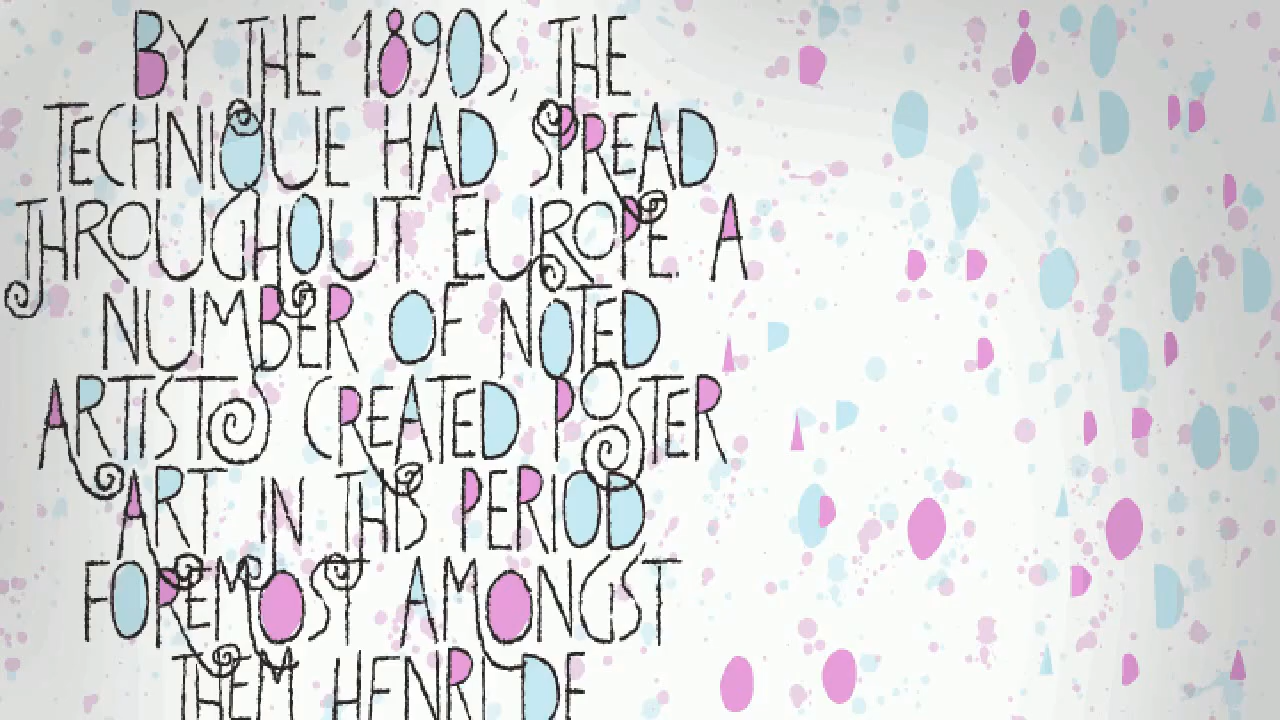 BY THE 1890S, THE
TECHNIQUE HAD SPREAD
THROUGHOUT EUROPE. A
NUMBER OF NOTED
ARTISTS CREATED POSTER
ART IN THIS PERIOD
FOREMOST AMONGST
THEM HENRI DE